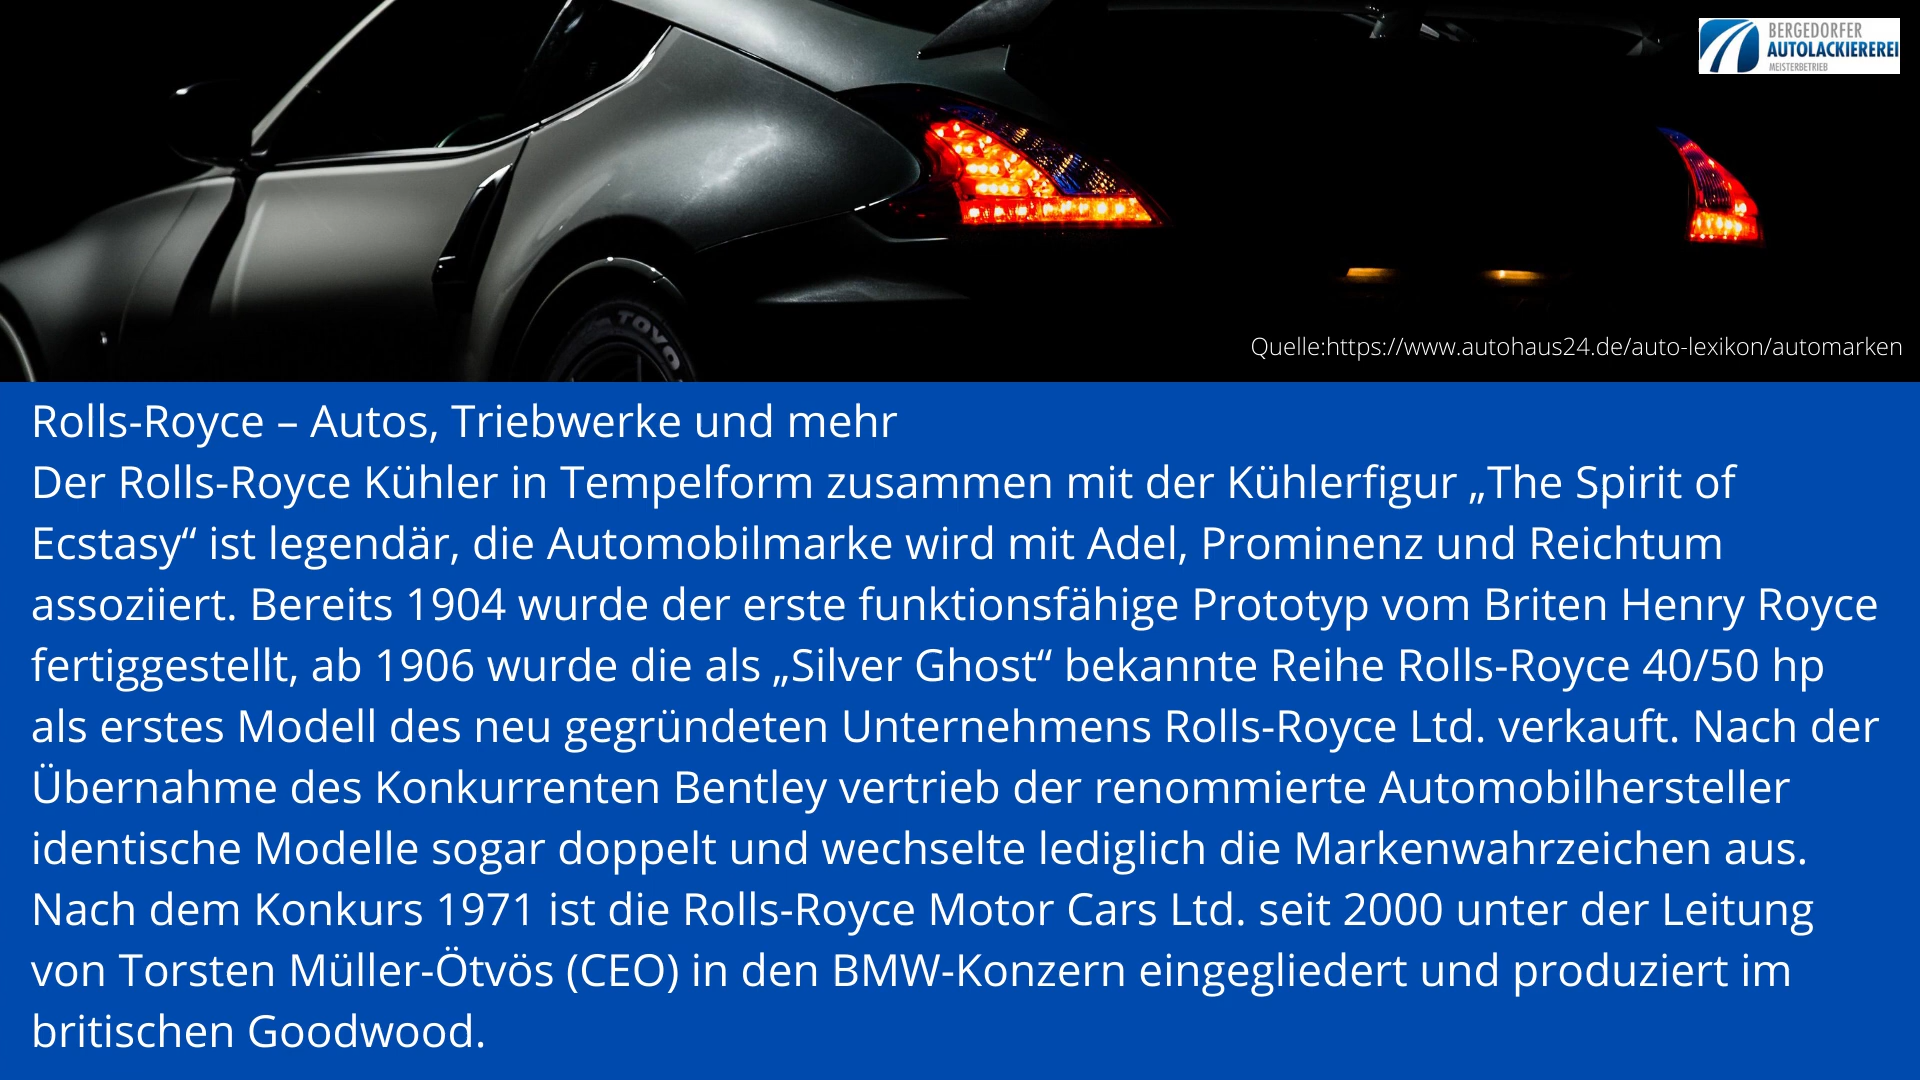 BERGEDORFER
AUTOLACKIEREREI
MEISTERBETRIEB
TOYO
Quelle:https://www.autohaus24.de/auto-lexikon/automarken
Rolls-Royce – Autos, Triebwerke und mehr
Der Rolls-Royce Kühler in Tempelform zusammen mit der Kühlerfigur „The Spirit of
Ecstasy“ ist legendär, die Automobilmarke wird mit Adel, Prominenz und Reichtum
assoziiert. Bereits 1904 wurde der erste funktionsfähige Prototyp vom Briten Henry Royce
fertiggestellt, ab 1906 wurde die als „Silver Ghost“ bekannte Reihe Rolls-Royce 40/50 hp
als erstes Modell des neu gegründeten Unternehmens Rolls-Royce Ltd. verkauft. Nach der
Übernahme des Konkurrenten Bentley vertrieb der renommierte Automobilhersteller
identische Modelle sogar doppelt und wechselte lediglich die Markenwahrzeichen aus.
Nach dem Konkurs 1971 ist die Rolls-Royce Motor Cars Ltd. seit 2000 unter der Leitung
von Torsten Müller-Ötvös (CEO) in den BMW-Konzern eingegliedert und produziert im
britischen Goodwood.